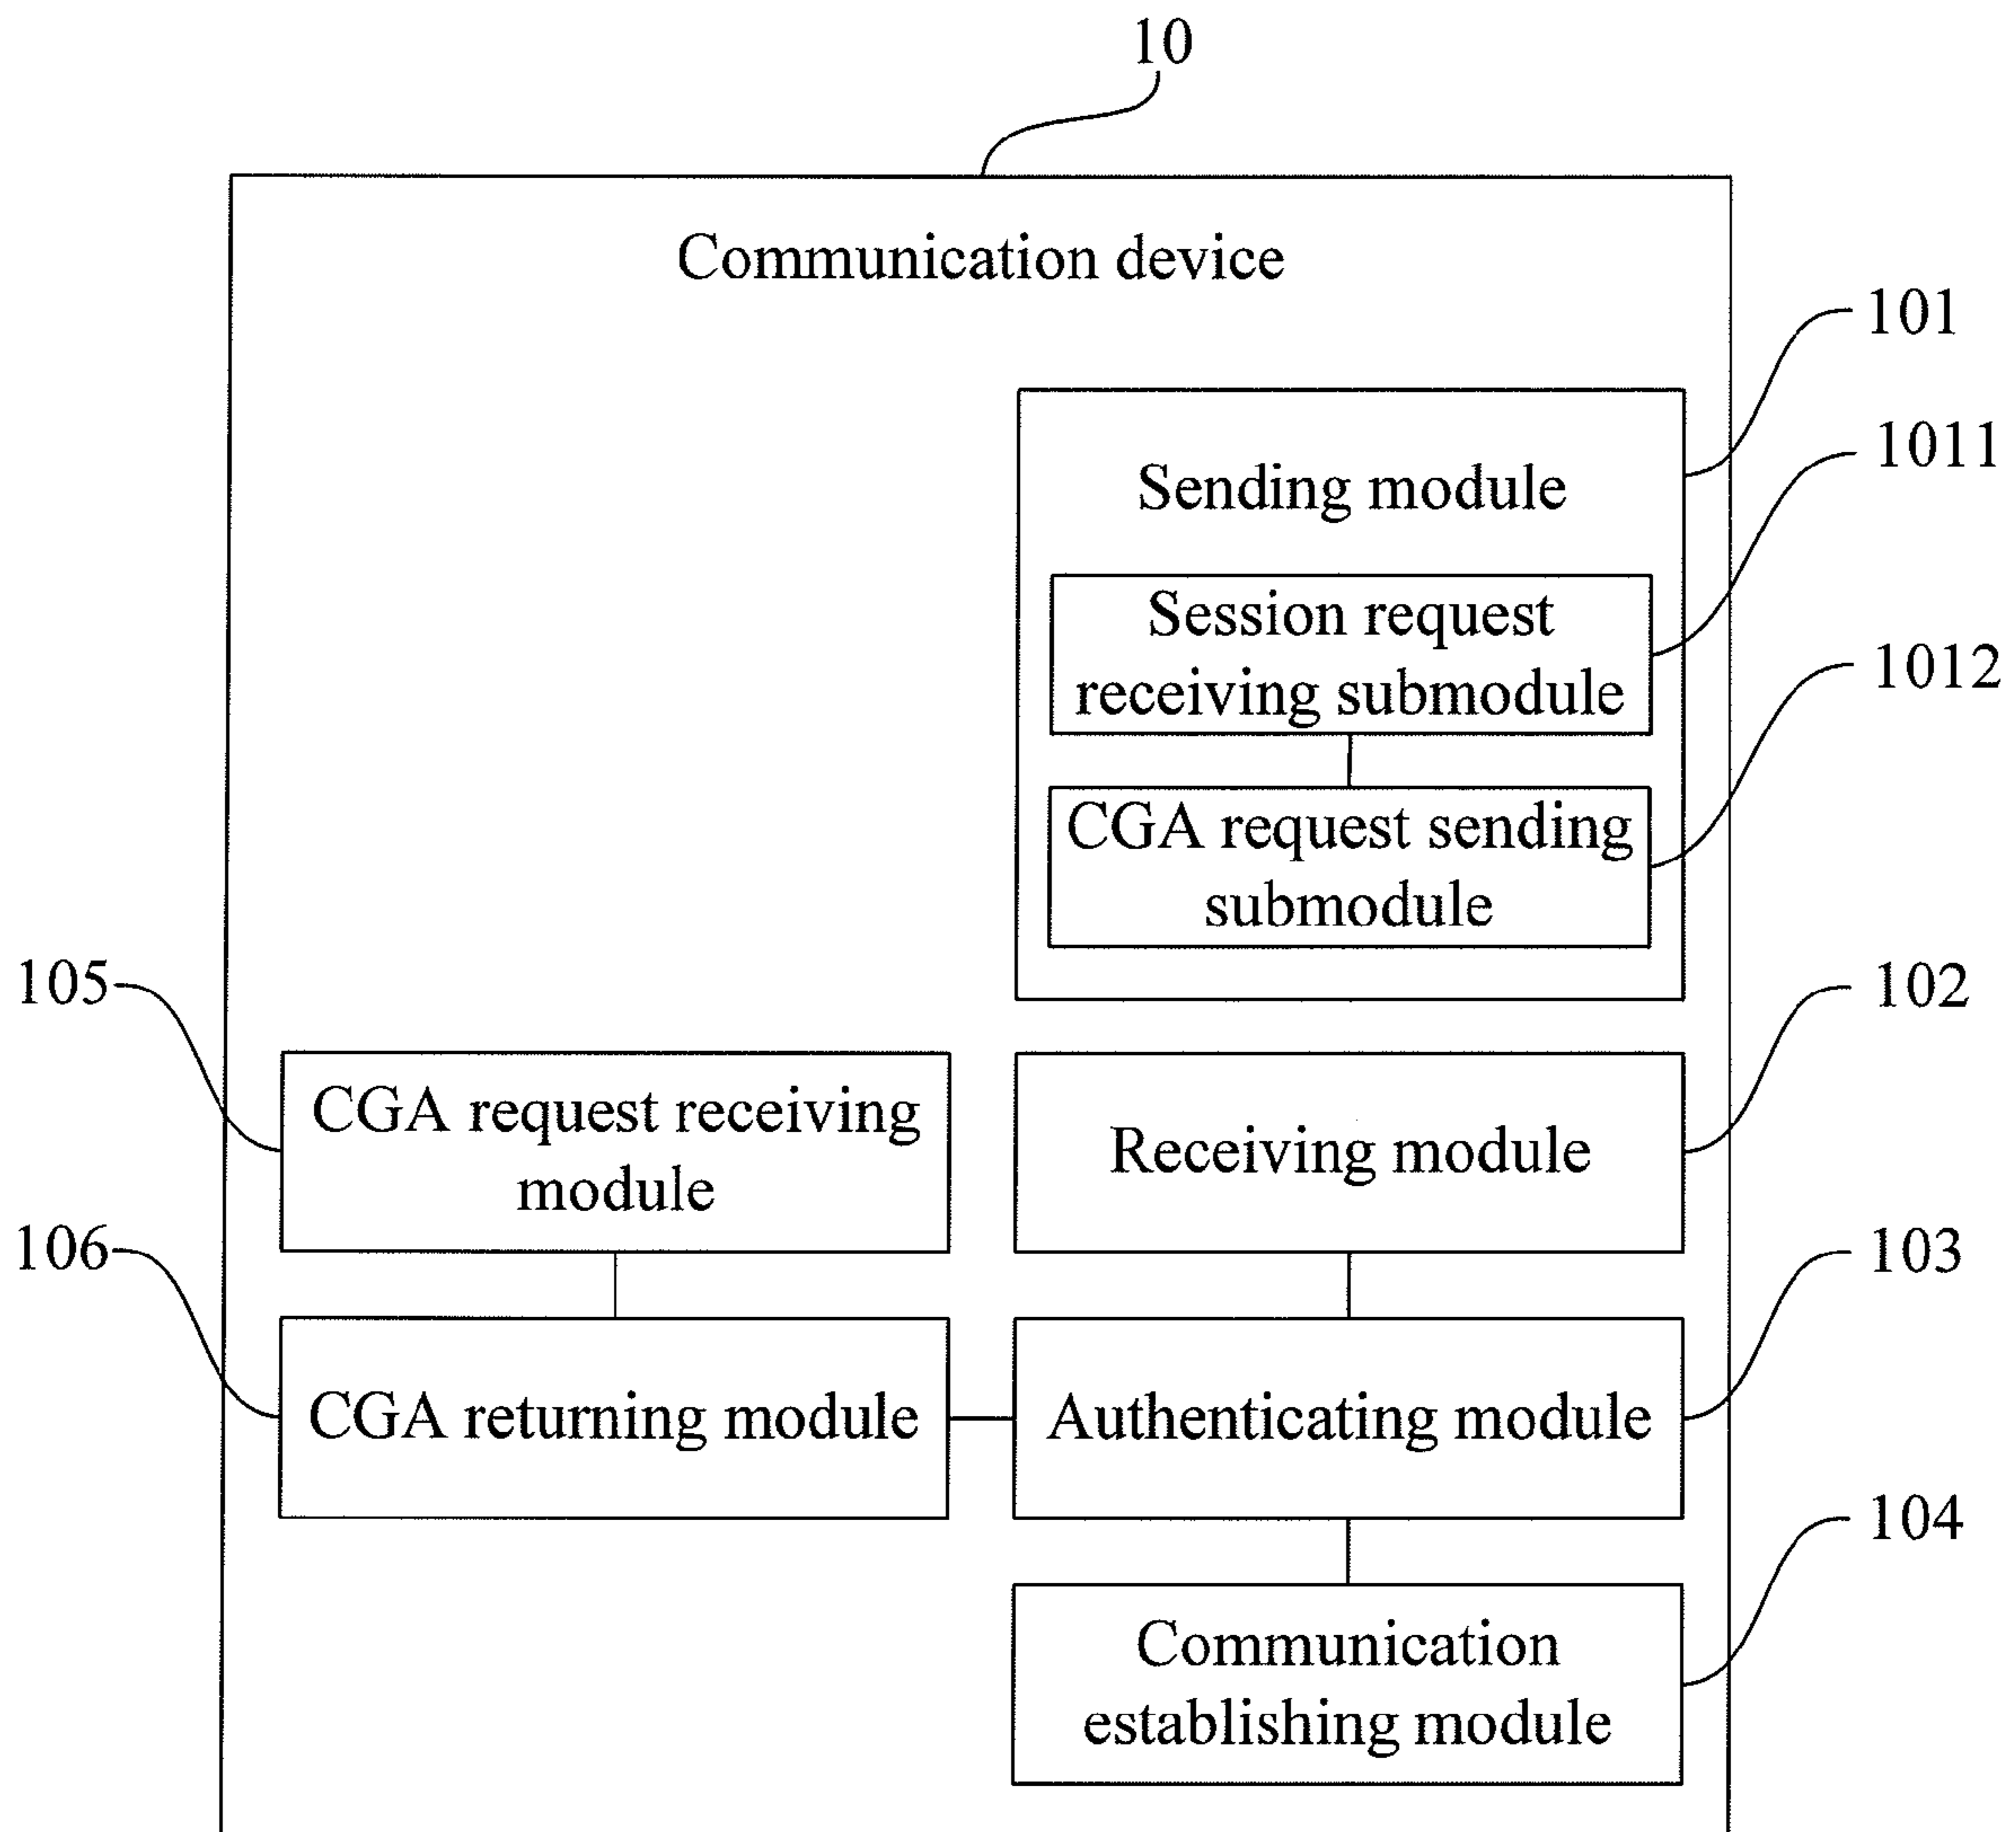 10
Communication device
101
Sending module
1011
Session request
receiving submodule
1012
CGA request sending
submodule
105
102
CGA request receiving
module
Receiving module
106
103
CGA returning module
Authenticating module
104
Communication
establishing module